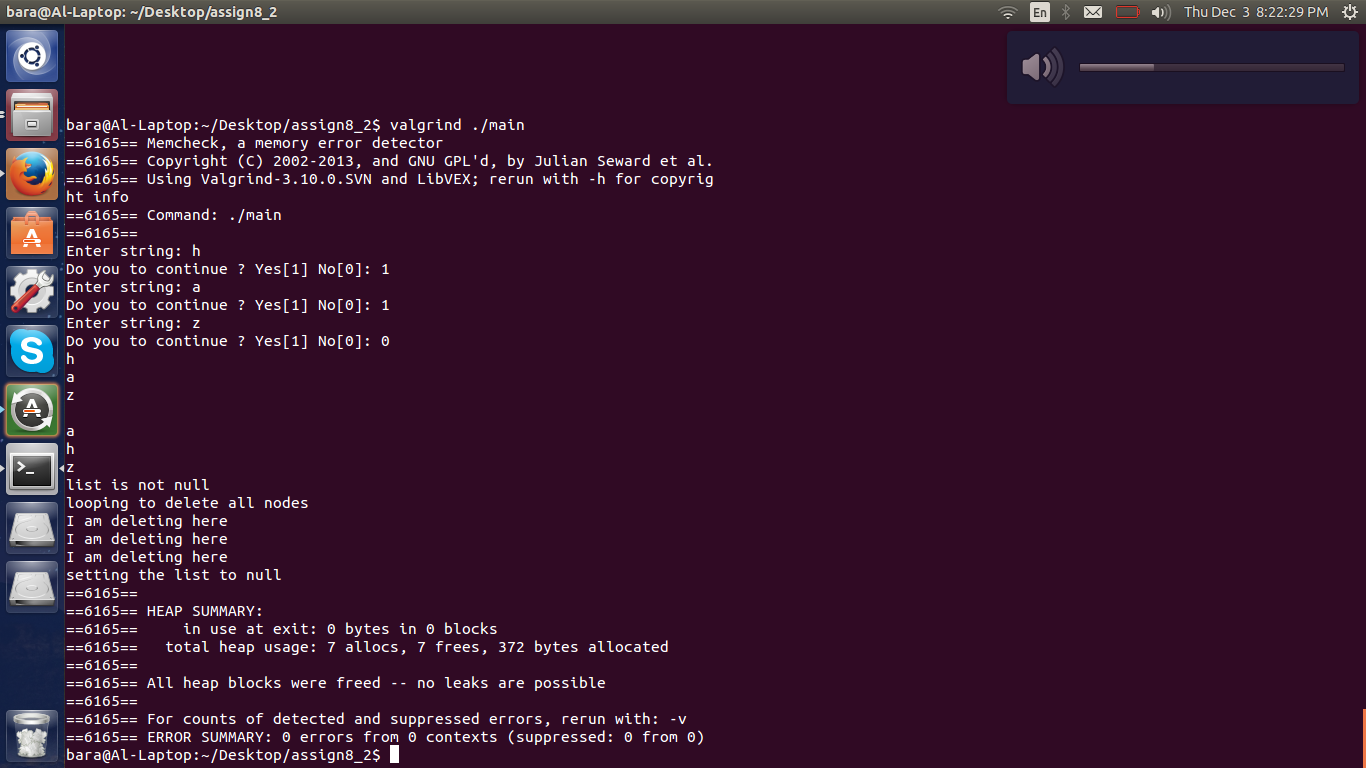 bara@Al-Laptop: ~/Desktop/assign8_2
En
Thu Dec 3 8:22:29 PM
bara@Al-Laptop:~/Desktop/assign8_2$ valgrind ./main
==6165== Memcheck, a memory error detector
==6165== Copyright (C) 2002-2013, and GNU GPL'd, by Julian Seward et al.
==6165== Using Valgrind-3.10.0.SVN and LibVEX; rerun with -h for copyrig
ht info
==6165== Command: ./main
==6165==
Enter string: h
Do you to continue ? Yes[1] No[0]: 1
Enter string: a
Do you to continue ? Yes[1] No[0]: 1
Enter string: z
Do you to continue ? Yes[1] No[0]: 0
h
a
z
a
h
z
list is not null
looping to delete all nodes
I am deleting here
I am deleting here
I am deleting here
setting the list to null
==6165==
==6165== HEAP SUMMARY:
==6165==     in use at exit: 0 bytes in 0 blocks
==6165==   total heap usage: 7 allocs, 7 frees, 372 bytes allocated
==6165==
==6165== All heap blocks were freed -- no leaks are possible
==6165==
==6165== For counts of detected and suppressed errors, rerun with: -v
==6165== ERROR SUMMARY: 0 errors from 0 contexts (suppressed: 0 from 0)
bara@Al-Laptop:~/Desktop/assign8_2$